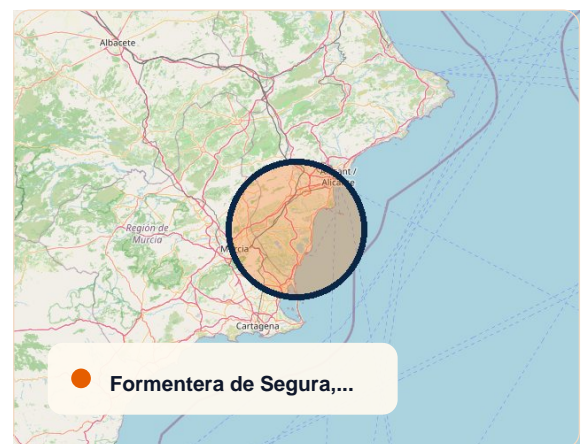 Albacete
Alacant /
Alicante
Región de
Murcia
Murcia
Cartagena
Formentera de Segura,...